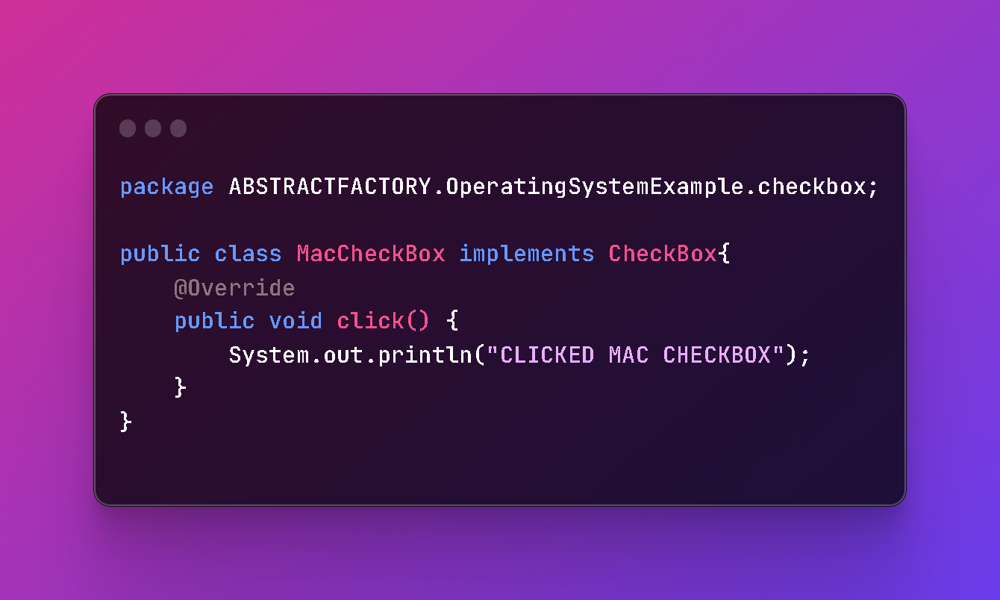 package ABSTRACTFACTORY.OperatingSystemExample.checkbox;
public class MacCheckBox implements CheckBox{
    @Override
    public void click() {
        System.out.println("CLICKED MAC CHECKBOX");
    }
}